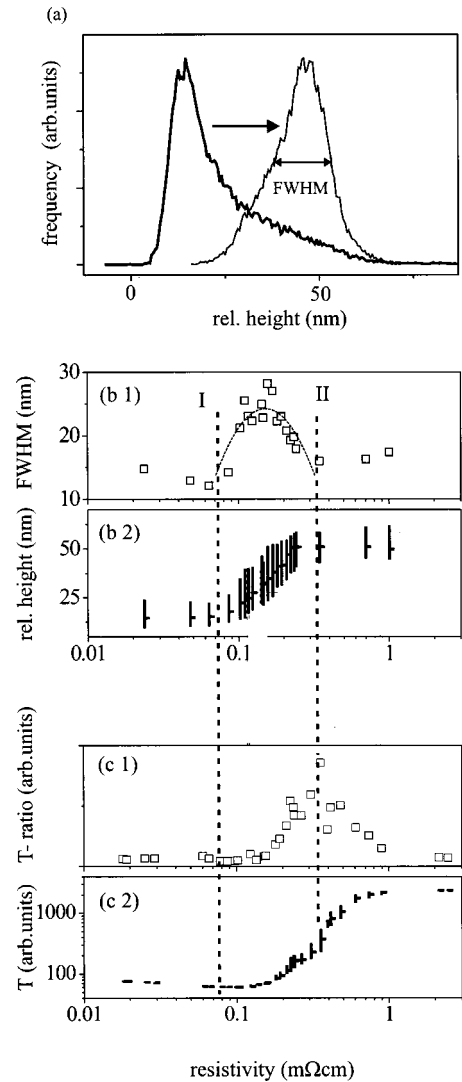 (a)
frequency (arb.units)
FWHM
0
50
rel. height (nm)
(b 1)
I
II
FWHM (nm)
30
20
10
(b 2)
rel. height (nm)
50
25
0.01
0.1
1
(c 1)
T- ratio (arb.units)
(c 2)
T (arb.units)
1000
100
0.01
0.1
1
resistivity (mΩcm)